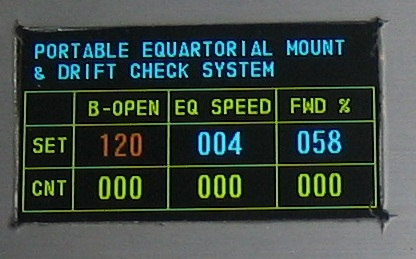 PORTABLE EQUARTORIAL MOUNT
& DRIFT CHECK SYSTEM
B-OPEN EQ SPEED FWD %
SET 120 004 058
CNT 000 000 000